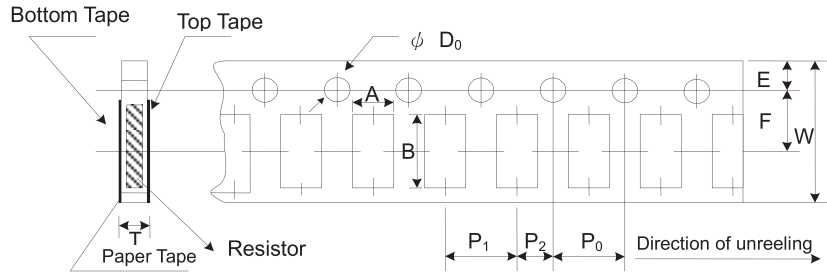 Bottom Tape
Top Tape
ϕ D₀
A
E
F
W
B
T
Paper Tape
Resistor
P₁
P₂
P₀
Direction of unreeling